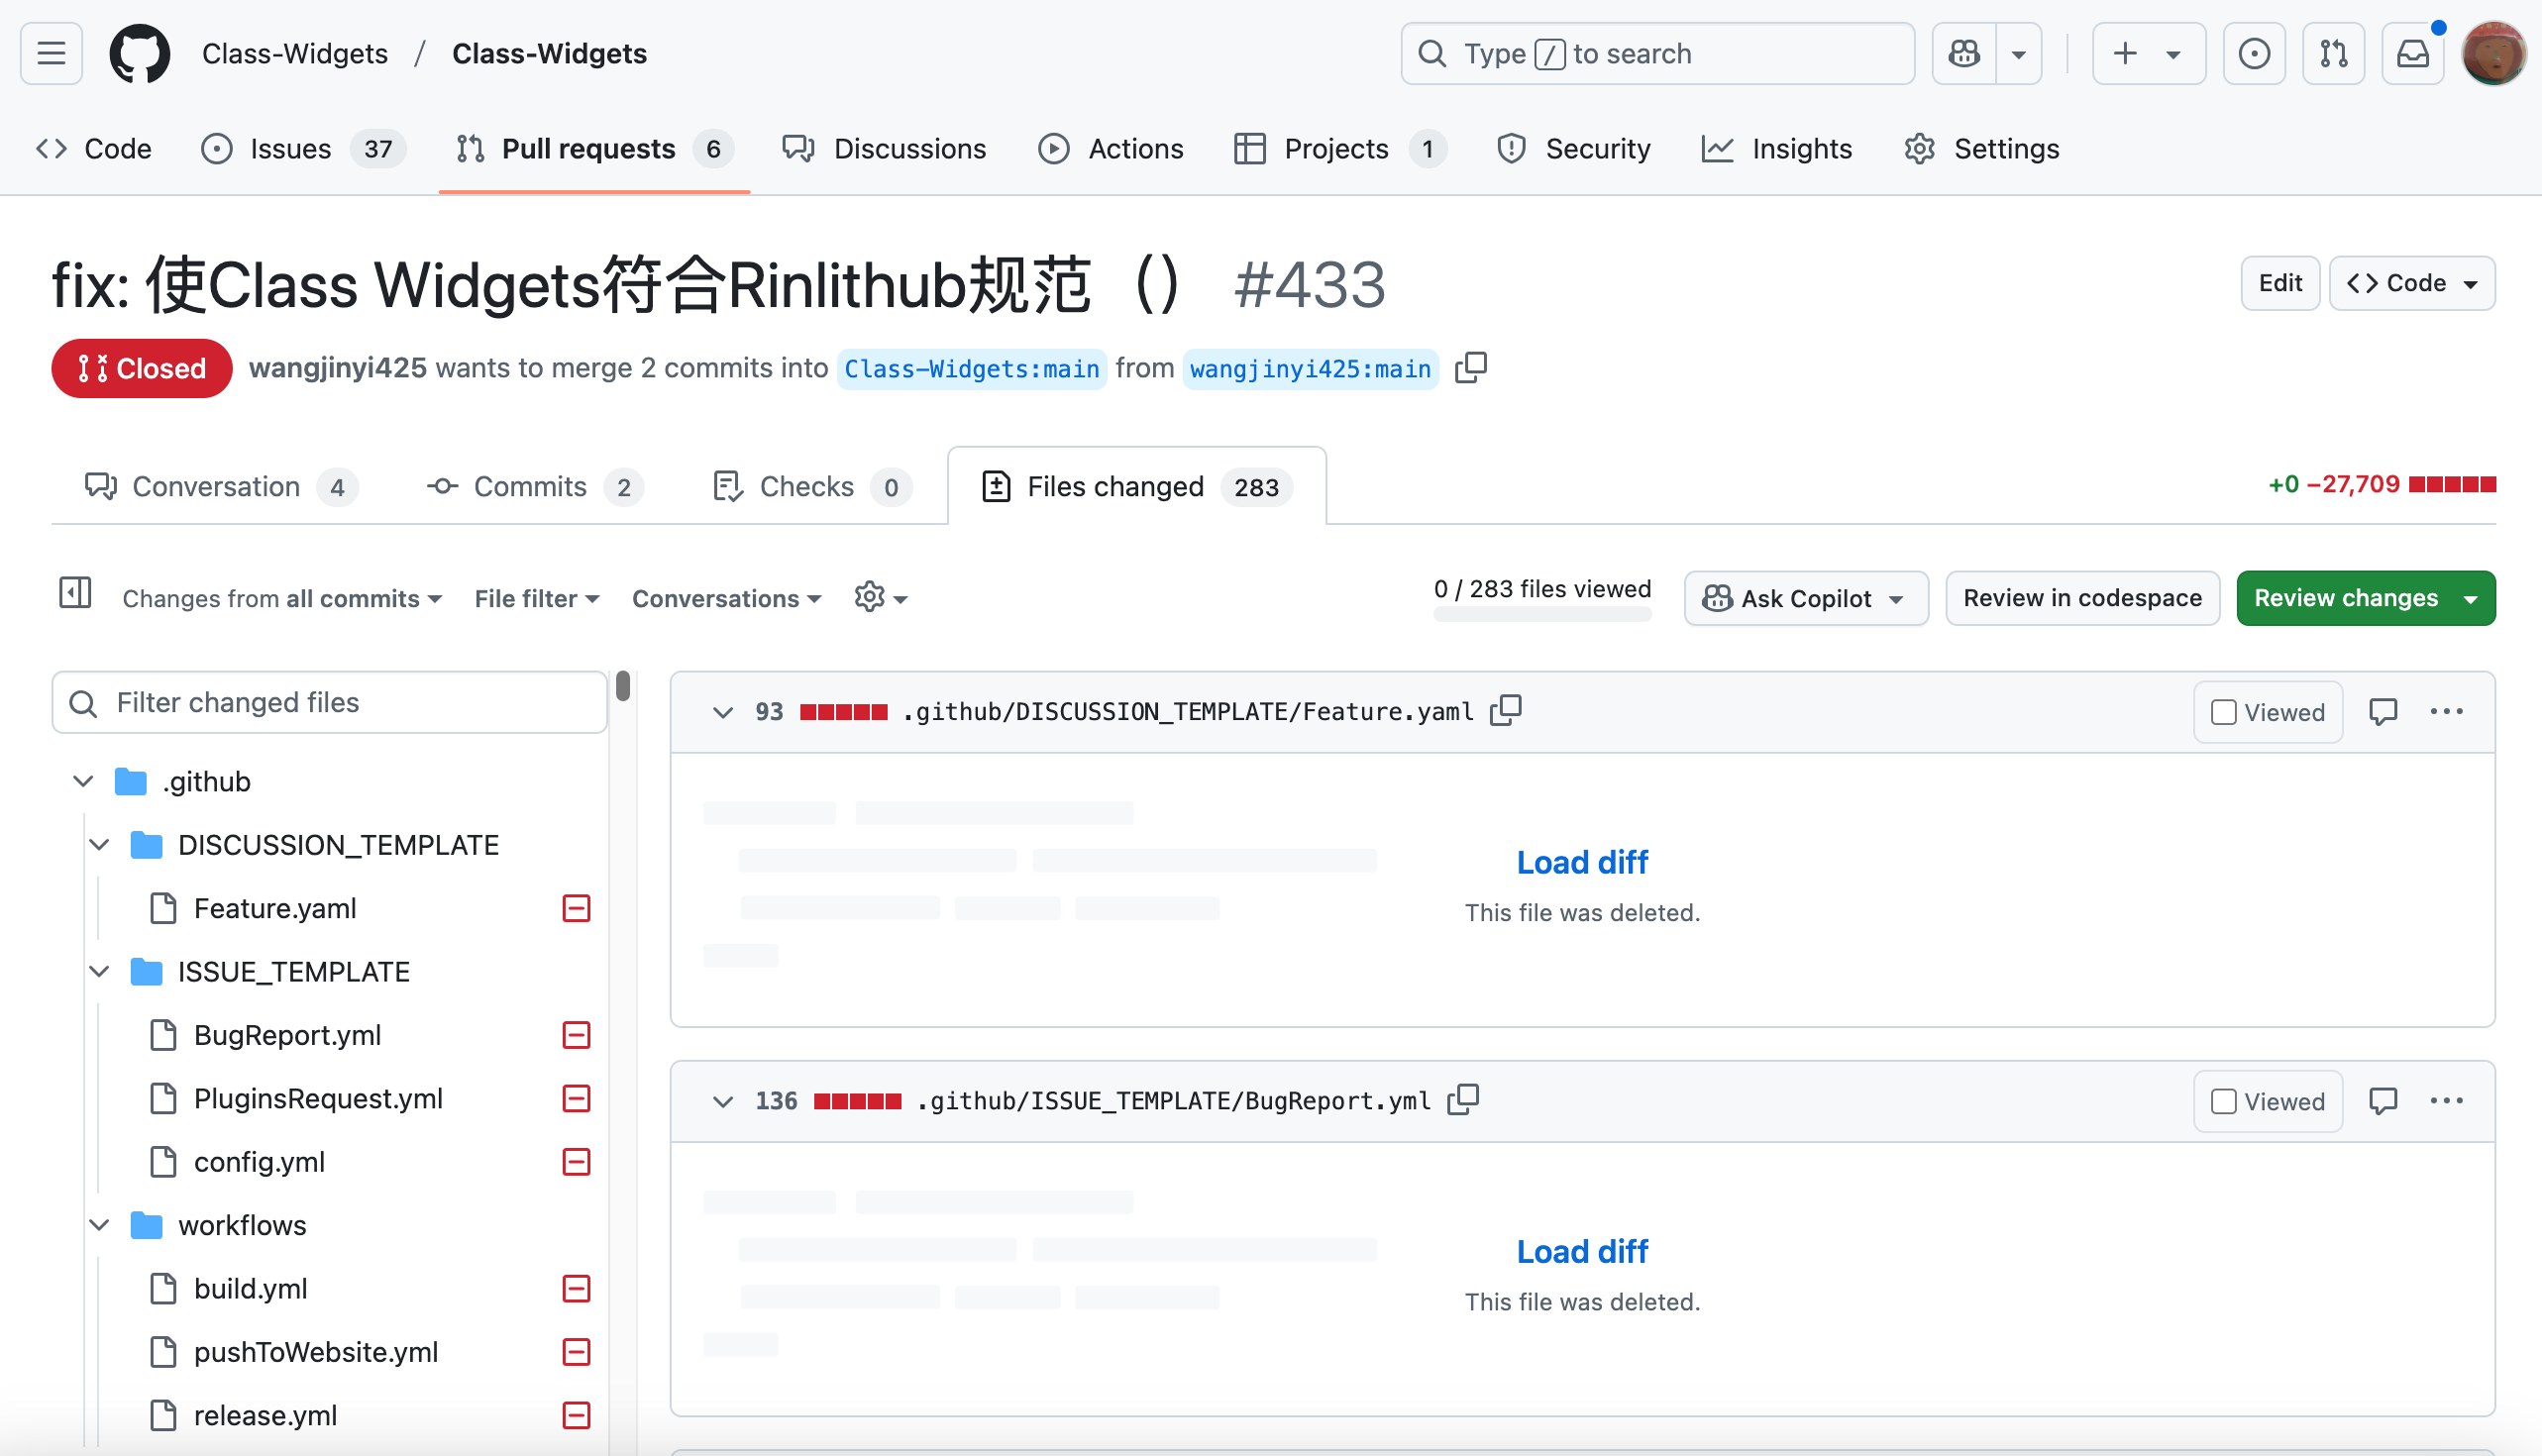 Class-Widgets / Class-Widgets
Type / to search
Code Issues 37 Pull requests 6 Discussions Actions Projects 1 Security Insights Settings
fix: 使Class Widgets符合Rinlithub规范（） #433
Edit Code
Closed wangjinyi425 wants to merge 2 commits into Class-Widgets:main from wangjinyi425:main
Conversation 4 Commits 2 Checks 0 Files changed 283
+0 −27,709
Changes from all commits File filter Conversations
0 / 283 files viewed
Ask Copilot
Review in codespace
Review changes
Filter changed files
.github
DISCUSSION_TEMPLATE
Feature.yaml
ISSUE_TEMPLATE
BugReport.yml
PluginsRequest.yml
config.yml
workflows
build.yml
pushToWebsite.yml
release.yml
93 .github/DISCUSSION_TEMPLATE/Feature.yaml
Viewed
Load diff
This file was deleted.
136 .github/ISSUE_TEMPLATE/BugReport.yml
Viewed
Load diff
This file was deleted.